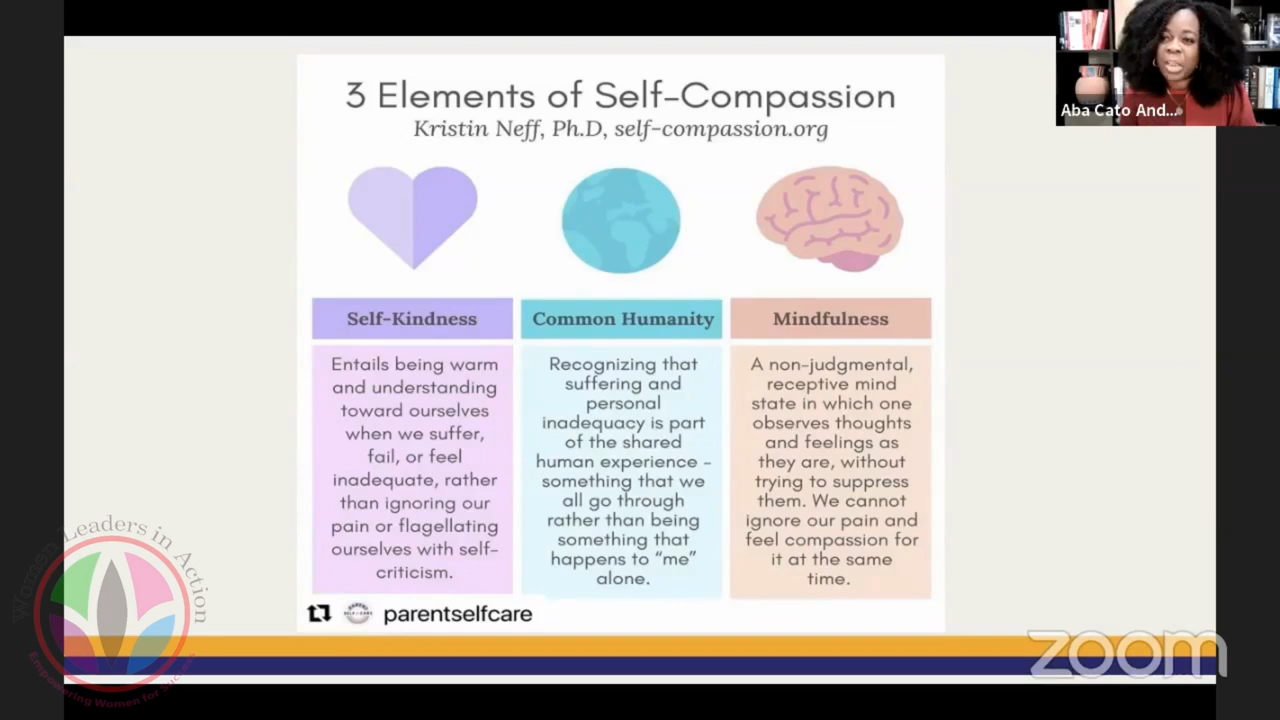 3 Elements of Self-Compassion
Kristin Neff, Ph.D, self-compassion.org
Self-Kindness
Entails being warm
and understanding
toward ourselves
when we suffer,
fail, or feel
inadequate, rather
than ignoring our
pain or flagellating
ourselves with self-
criticism.
Common Humanity
Recognizing that
suffering and
personal
inadequacy is part
of the shared
human experience -
something that we
all go through
rather than being
something that
happens to “me”
alone.
Mindfulness
A non-judgmental,
receptive mind
state in which one
observes thoughts
and feelings as
they are, without
trying to suppress
them. We cannot
ignore our pain and
feel compassion for
it at the same
time.
parentselfcare
Aba Cato And...
Women Leaders in Action
Empowering Women for Success
zoom